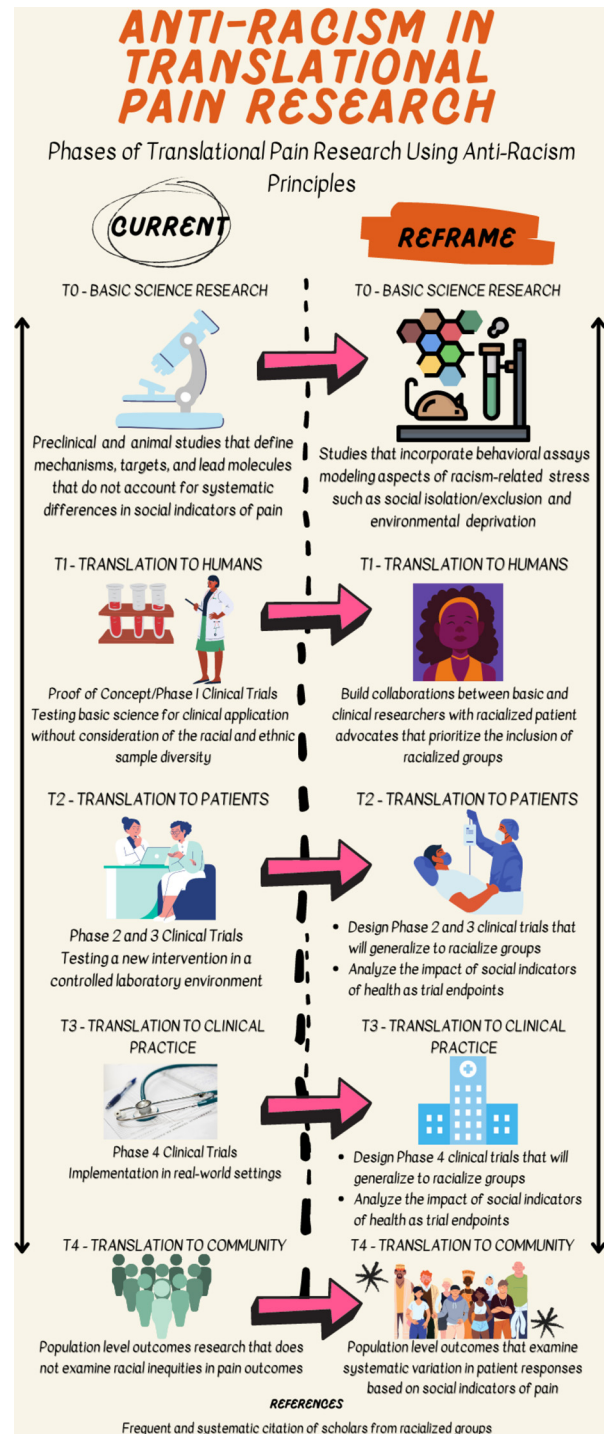 ANTI-RACISM IN
TRANSLATIONAL
PAIN RESEARCH
Phases of Translational Pain Research Using Anti-Racism
Principles
CURRENT
REFRAME
T0 - BASIC SCIENCE RESEARCH
Preclinical and animal studies that define
mechanisms, targets, and lead molecules
that do not account for systematic
differences in social indicators of pain
T0 - BASIC SCIENCE RESEARCH
Studies that incorporate behavioral assays
modeling aspects of racism-related stress
such as social isolation/exclusion and
environmental deprivation
T1 - TRANSLATION TO HUMANS
Proof of Concept/Phase I Clinical Trials
Testing basic science for clinical application
without consideration of the racial and ethnic
sample diversity
T1 - TRANSLATION TO HUMANS
Build collaborations between basic and
clinical researchers with racialized patient
advocates that prioritize the inclusion of
racialized groups
T2 - TRANSLATION TO PATIENTS
Phase 2 and 3 Clinical Trials
Testing a new intervention in a
controlled laboratory environment
T2 - TRANSLATION TO PATIENTS
• Design Phase 2 and 3 clinical trials that
will generalize to racialize groups
• Analyze the impact of social indicators
of health as trial endpoints
T3 - TRANSLATION TO CLINICAL
PRACTICE
Phase 4 Clinical Trials
Implementation in real-world settings
T3 - TRANSLATION TO CLINICAL
PRACTICE
• Design Phase 4 clinical trials that will
generalize to racialize groups
• Analyze the impact of social indicators
of health as trial endpoints
T4 - TRANSLATION TO COMMUNITY
Population level outcomes research that does
not examine racial inequities in pain outcomes
T4 - TRANSLATION TO COMMUNITY
Population level outcomes that examine
systematic variation in patient responses
based on social indicators of pain
REFERENCES
Frequent and systematic citation of scholars from racialized groups